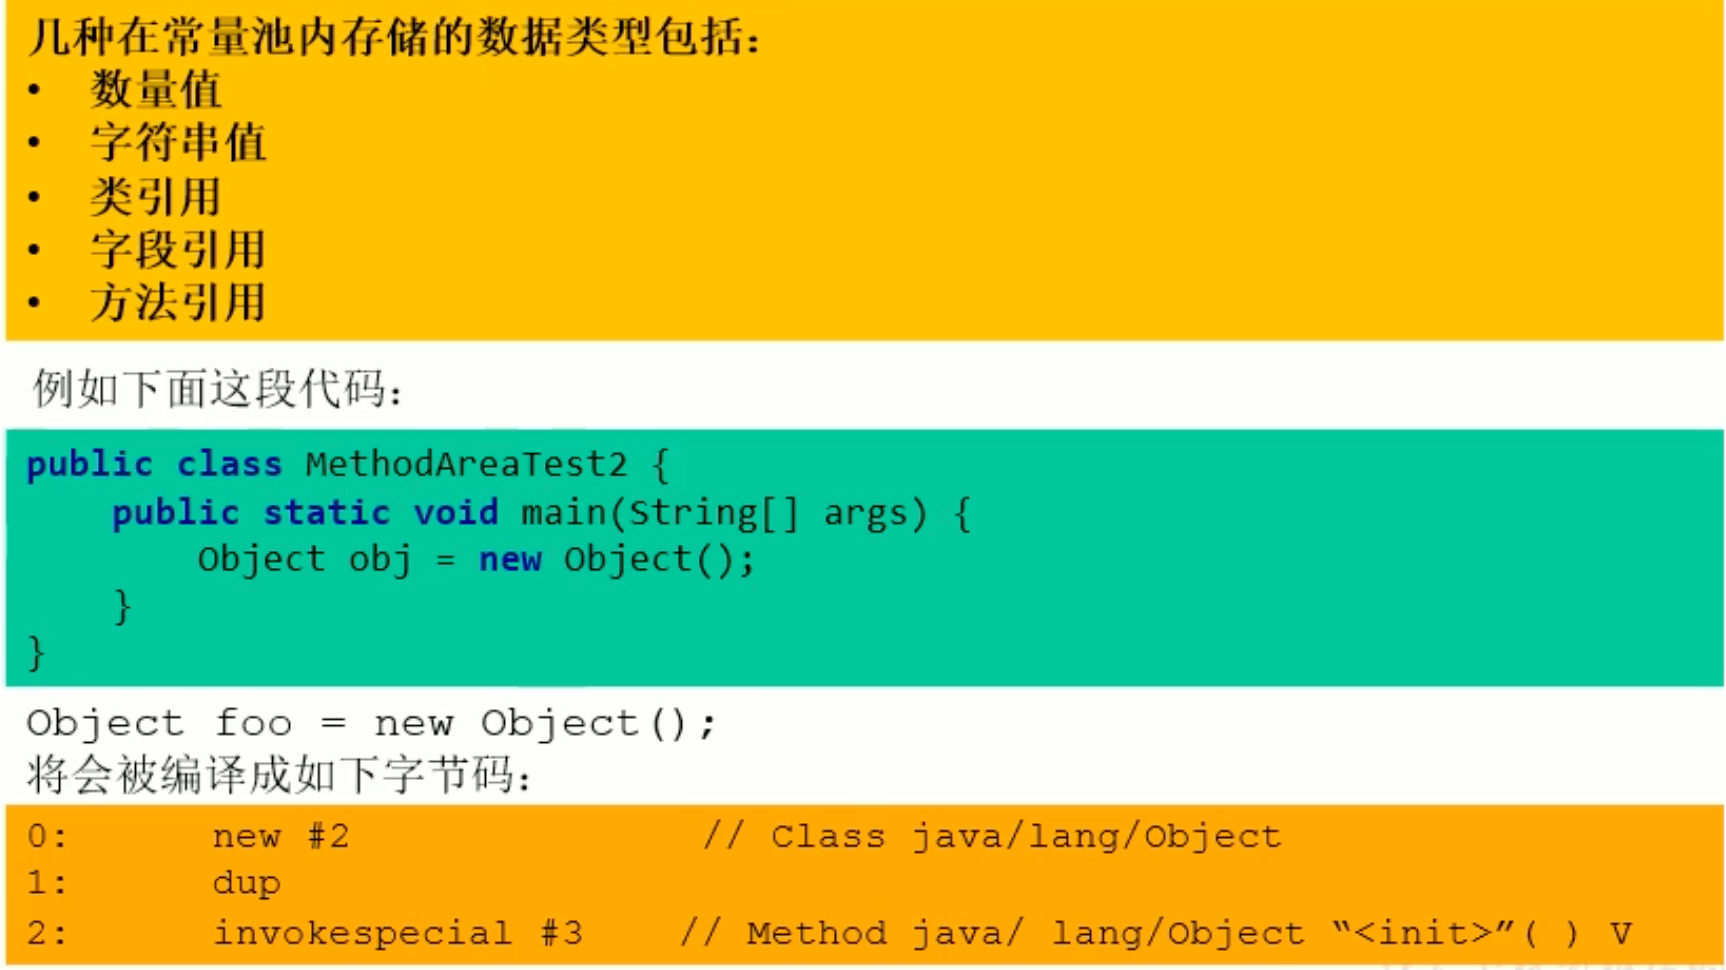 几种在常量池内存储的数据类型包括：
• 数量值
• 字符串值
• 类引用
• 字段引用
• 方法引用
例如下面这段代码：
public class MethodAreaTest2 {
    public static void main(String[] args) {
        Object obj = new Object();
    }
}
Object foo = new Object();
将会被编译成如下字节码：
0: new #2 // Class java/lang/Object
1: dup
2: invokespecial #3 // Method java/ lang/Object “<init>”( ) V